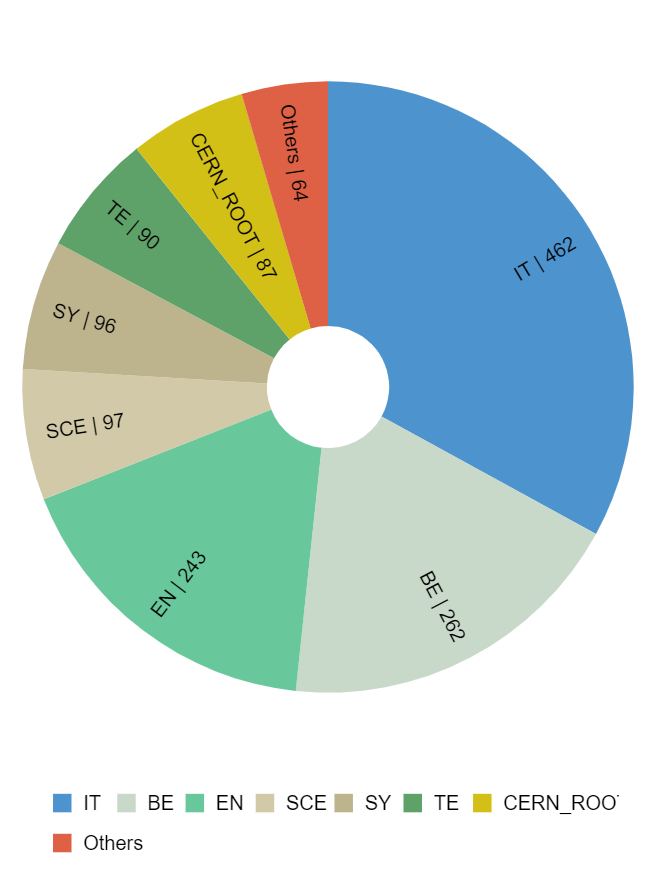 Others | 64
CERN_ROOT | 87
TE | 90
IT | 462
SY | 96
SCE | 97
EN | 243
BE | 262
IT BE EN SCE SY TE CERN_ROO
Others